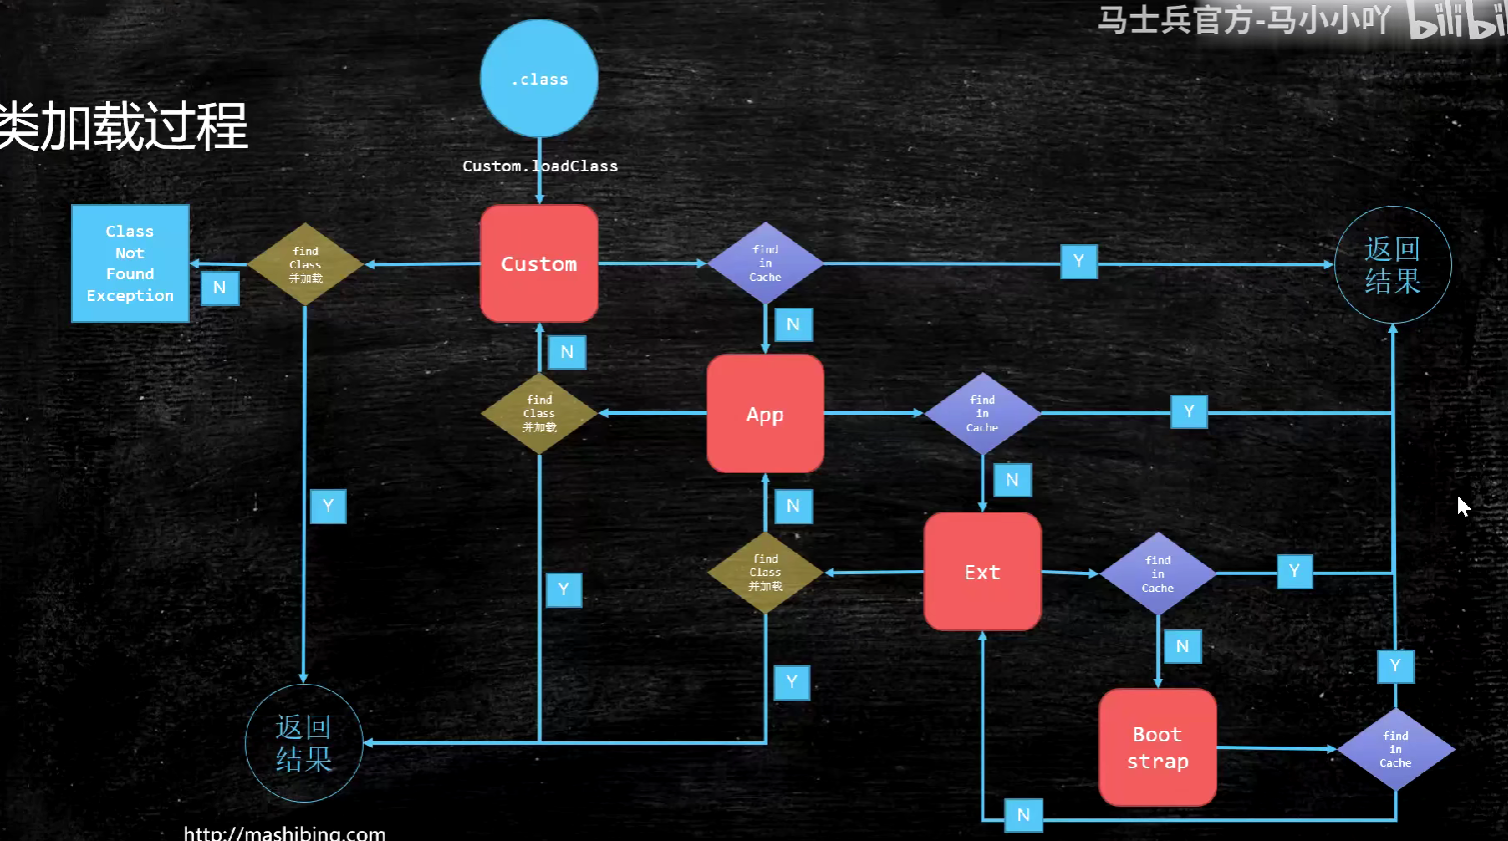 马士兵官方-马小小吖 bilibili
.class
类加载过程
Custom.loadClass
Class
Not
Found
Exception
N
find
Class
并加载
Custom
find
in
Cache
Y
返回
结果
N
N
find
Class
并加载
App
find
in
Cache
Y
Y
N
N
find
Class
并加载
Ext
find
in
Cache
Y
Y
N
Y
Y
返回
结果
Boot
strap
find
in
Cache
N
http://mashibing.com